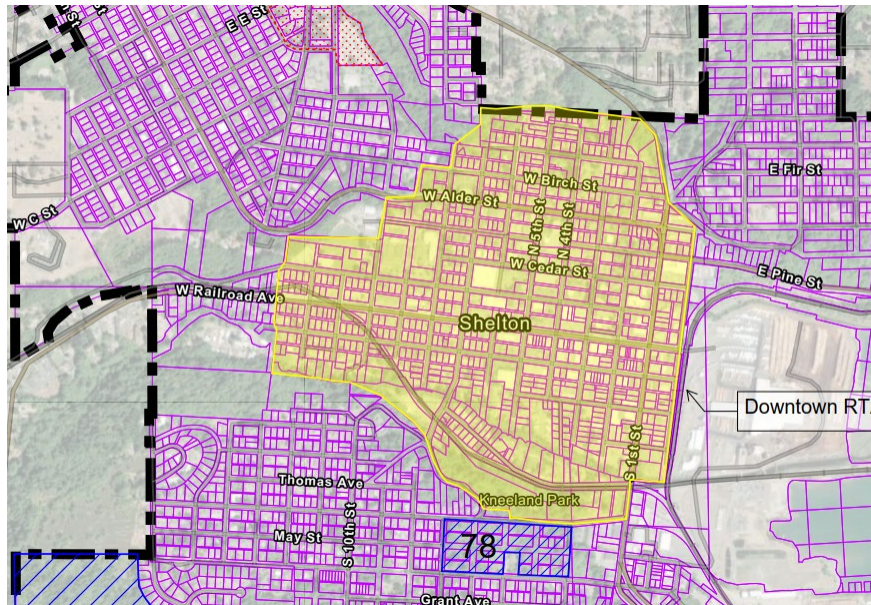 E E St
W Birch St
E Fir St
W Alder St
N 5th St
N 4th St
W C St
W Cedar St
E Pine St
W Railroad Ave
Shelton
Downtown RT
S 1st St
Thomas Ave
Kneeland Park
S 10th St
May St
78
Grant Ave